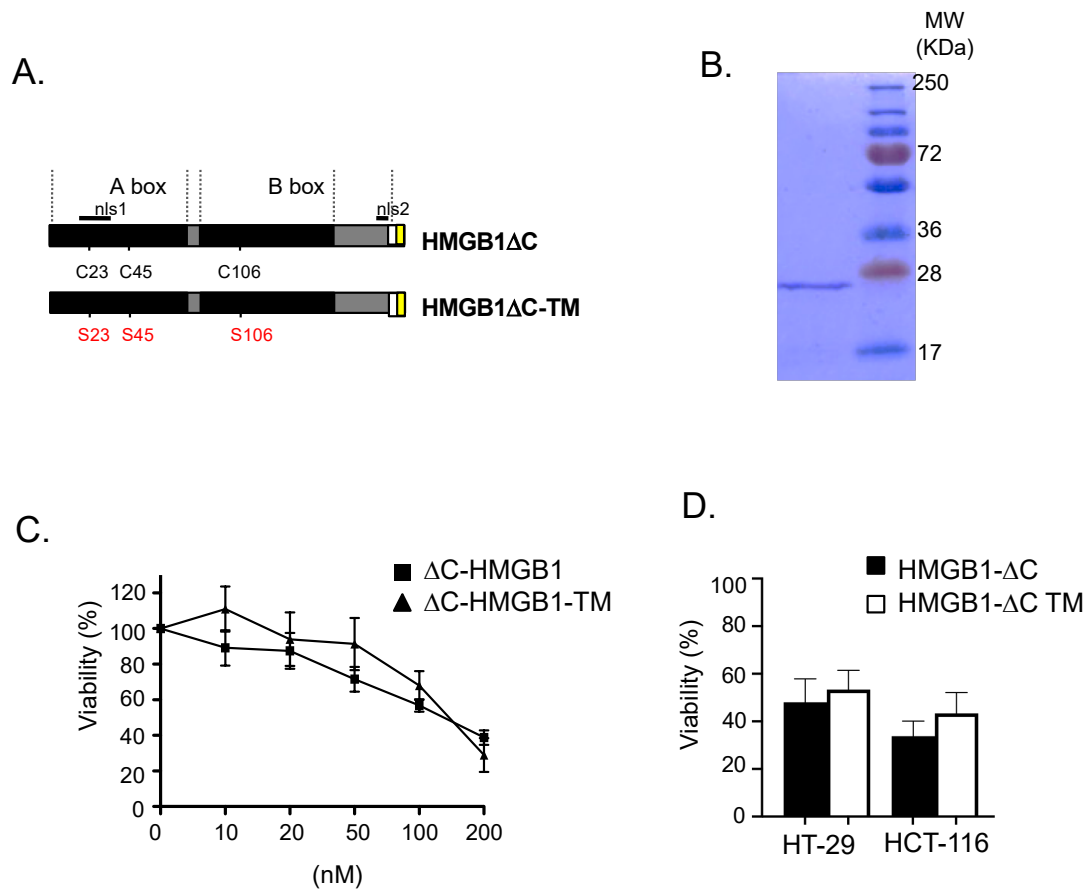 A.
A box
B box
nls1
nls2
HMGB1ΔC
C23 C45 C106
HMGB1ΔC-TM
S23 S45 S106
B.
MW
(KDa)
250
72
36
28
17
C.
ΔC-HMGB1
ΔC-HMGB1-TM
Viability (%)
120
100
80
60
40
20
0
0 10 20 50 100 200
(nM)
D.
HMGB1-ΔC
HMGB1-ΔC TM
Viability (%)
100
80
60
40
20
0
HT-29 HCT-116